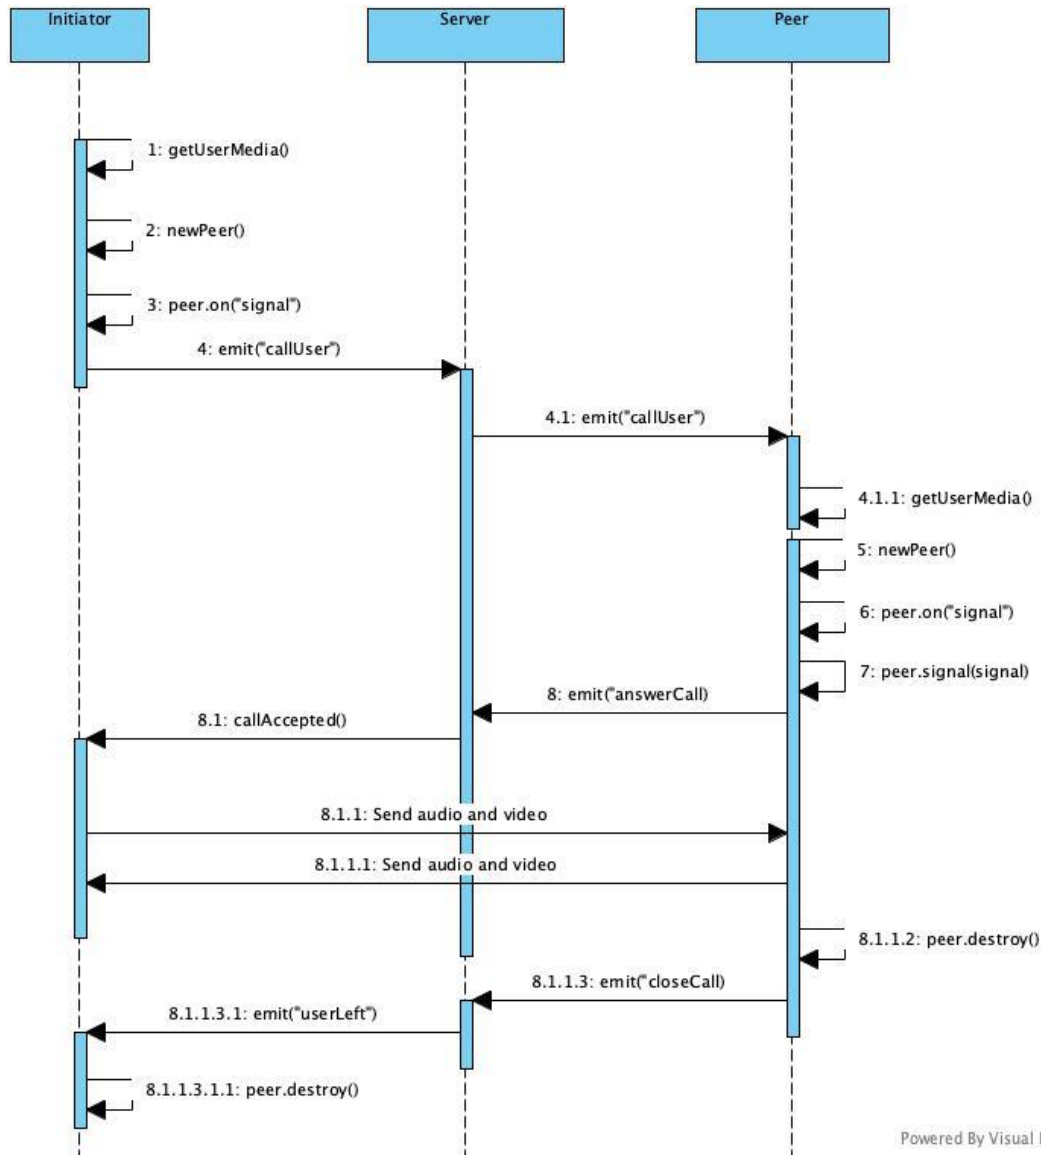 Initiator
Server
Peer
1: getUserMedia()
2: newPeer()
3: peer.on("signal")
4: emit("callUser")
4.1: emit("callUser")
4.1.1: getUserMedia()
5: newPeer()
6: peer.on("signal")
7: peer.signal(signal)
8: emit("answerCall)
8.1: callAccepted()
8.1.1: Send audio and video
8.1.1.1: Send audio and video
8.1.1.2: peer.destroy()
8.1.1.3: emit("closeCall)
8.1.1.3.1: emit("userLeft")
8.1.1.3.1.1: peer.destroy()
Powered By Visual